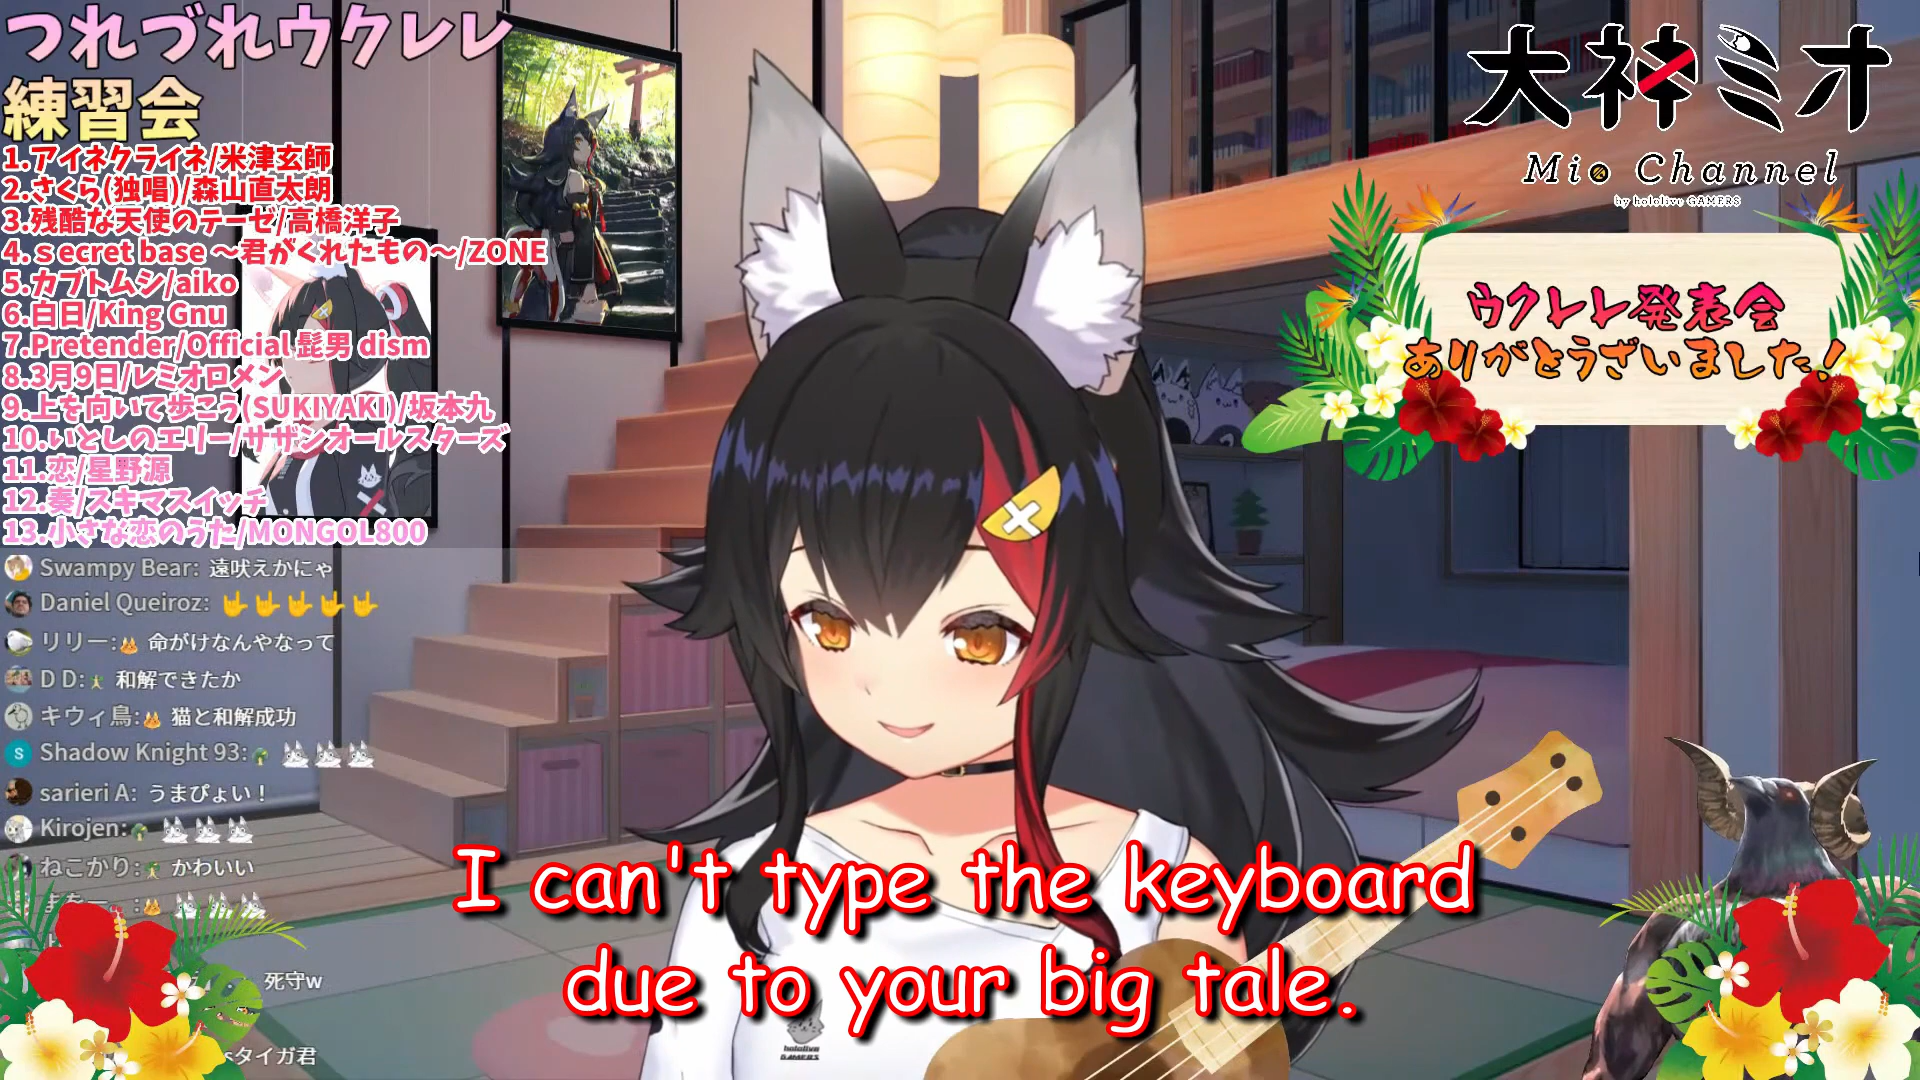 つれづれウクレレ
練習会
1.アイネクライネ/米津玄師
2.さくら(独唱)/森山直太朗
3.残酷な天使のテーゼ/高橋洋子
4.secret base ～君がくれたもの～/ZONE
5.カブトムシ/aiko
6.白日/King Gnu
7.Pretender/Official 髭男 dism
8.3月9日/レミオロメン
9.上を向いて歩こう(SUKIYAKI)/坂本九
10.いとしのエリー/サザンオールスターズ
11.恋/星野源
12.奏/スキマスイッチ
13.小さな恋のうた/MONGOL800
Swampy Bear: 遠吠えかにゃ
Daniel Queiroz: 🤟🤟🤟🤟🤟
リリー: 命がけなんやなって
D D: 和解できたか
キウィ鳥: 猫と和解成功
S Shadow Knight 93:
sarieri A: うまぴょい！
Kirojen:
ねこかり: かわいい
死守w
sタイガ君
大神ミオ
Mio Channel
by hololive GAMERS
ウクレレ発表会
ありがとうざいました！
hololive
GAMERS
I can't type the keyboard
due to your big tale.